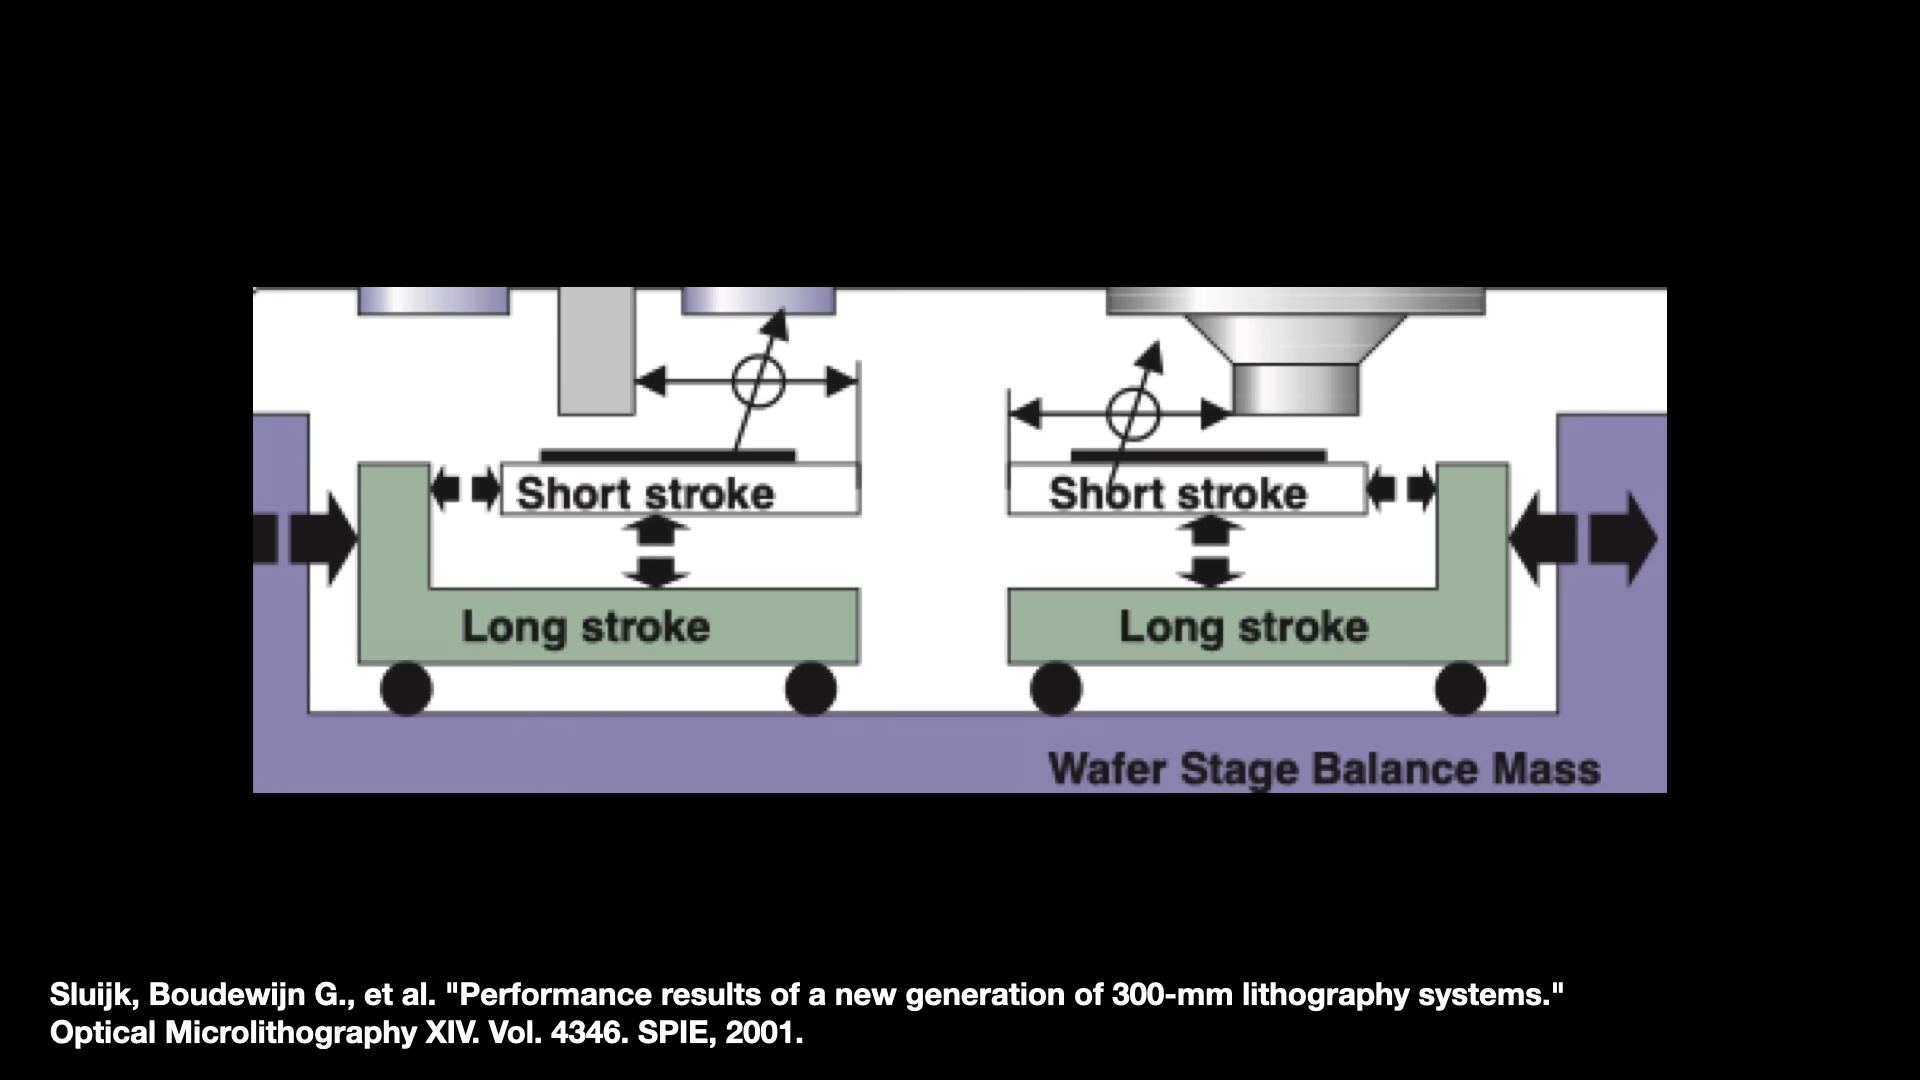 Short stroke
Short stroke
Long stroke
Long stroke
Wafer Stage Balance Mass
Sluijk, Boudewijn G., et al. "Performance results of a new generation of 300-mm lithography systems."
Optical Microlithography XIV. Vol. 4346. SPIE, 2001.